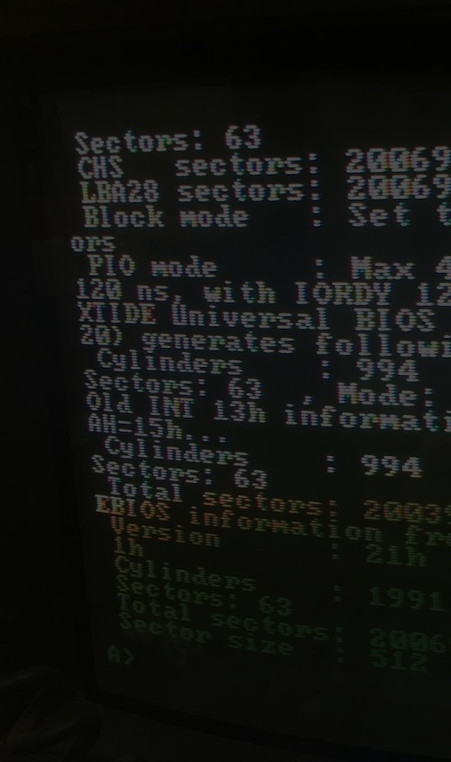 Sectors: 63
CHS sectors: 20069
LBA28 sectors: 20069
Block mode : Set t
ors
PIO mode : Max 4
120 ns, with IORDY 12
XTIDE Universal BIOS
20) generates followi
Cylinders : 994
Sectors: 63 , Mode:
Old INT 13h informati
AH=15h...
Cylinders : 994
Sectors: 63
Total sectors: 20039
EBIOS information fro
Version : 21h
1h
Cylinders : 1991
Sectors: 63
Total sectors: 2006
Sector size : 512
A>